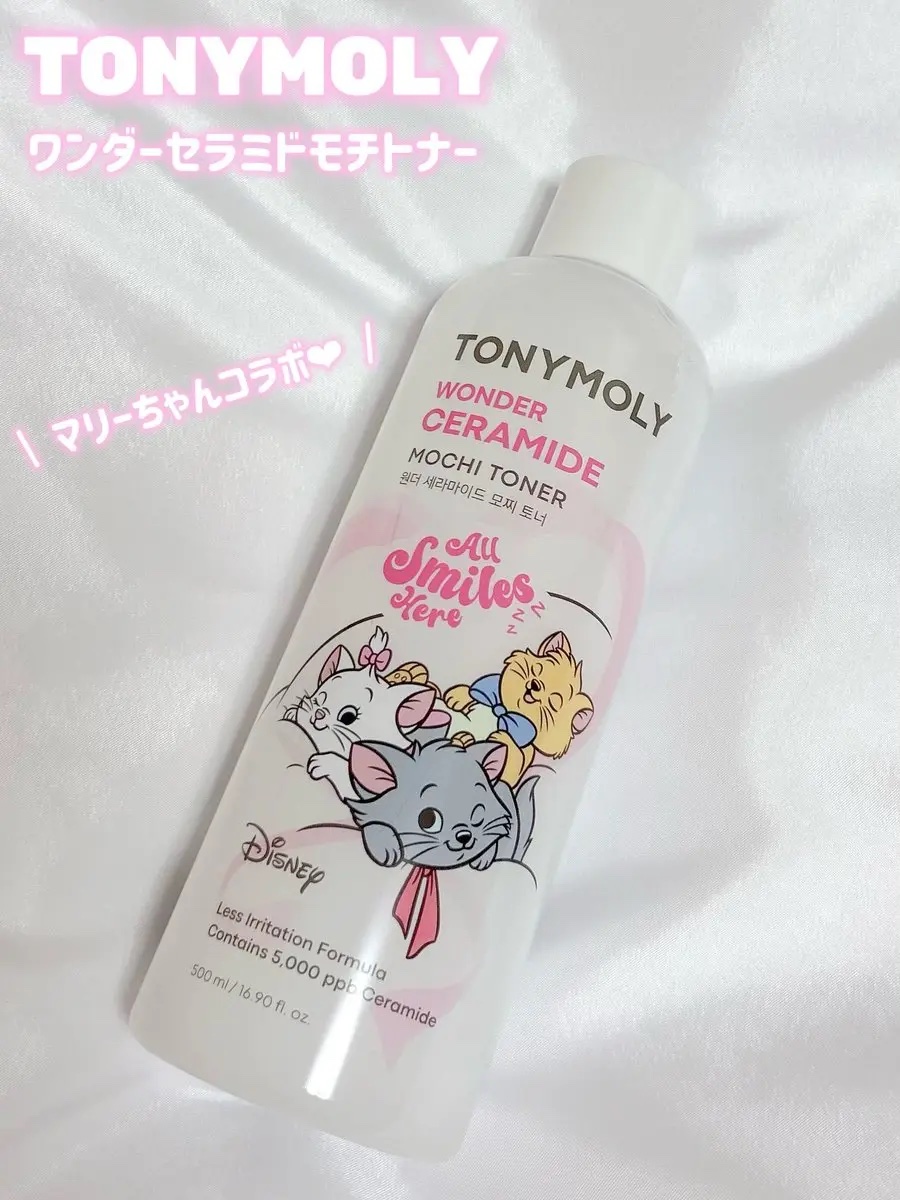 TONYMOLY
ワンダーセラミドモチトナー
\ マリーちゃんコラボ❤ /
TONYMOLY
WONDER
CERAMIDE
MOCHI TONER
원더 세라마이드 모찌 토너
All
Smiles
Here
z z z
Disney
Less Irritation Formula
Contains 5,000 ppb Ceramide
500 ml / 16.90 fl. oz.